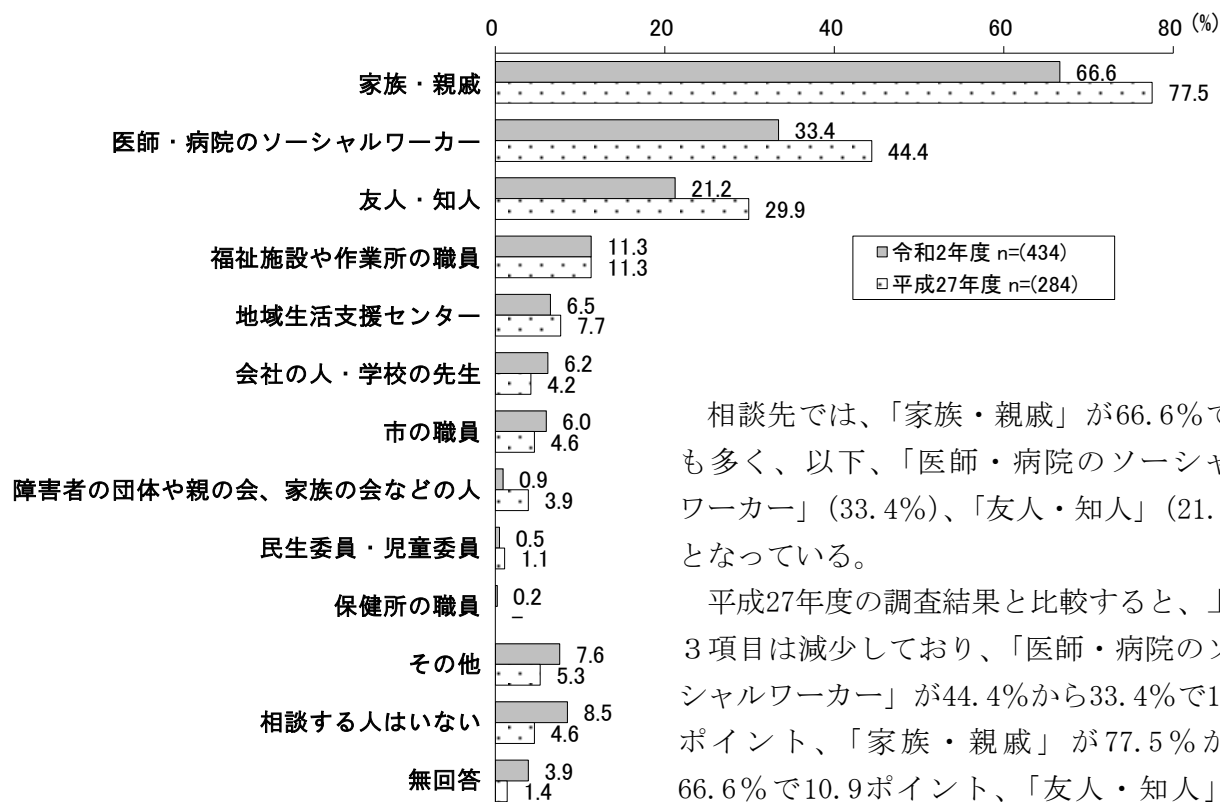 0 20 40 60 80 (%)
家族・親戚 66.6
77.5
医師・病院のソーシャルワーカー 33.4
44.4
友人・知人 21.2
29.9
福祉施設や作業所の職員 11.3
11.3
■令和2年度 n=(434)
平成27年度 n=(284)
地域生活支援センター 6.5
7.7
会社の人・学校の先生 6.2
4.2
市の職員 6.0
4.6
障害者の団体や親の会、家族の会などの人 0.9
3.9
民生委員・児童委員 0.5
1.1
保健所の職員 0.2
–
その他 7.6
5.3
相談する人はいない 8.5
4.6
無回答 3.9
1.4
相談先では、「家族・親戚」が66.6%で
も多く、以下、「医師・病院のソーシャ
ワーカー」(33.4%)、「友人・知人」(21.
となっている。
平成27年度の調査結果と比較すると、
3項目は減少しており、「医師・病院のソ
シャルワーカー」が44.4%から33.4%で1
ポイント、「家族・親戚」が77.5%か
66.6%で10.9ポイント、「友人・知人」